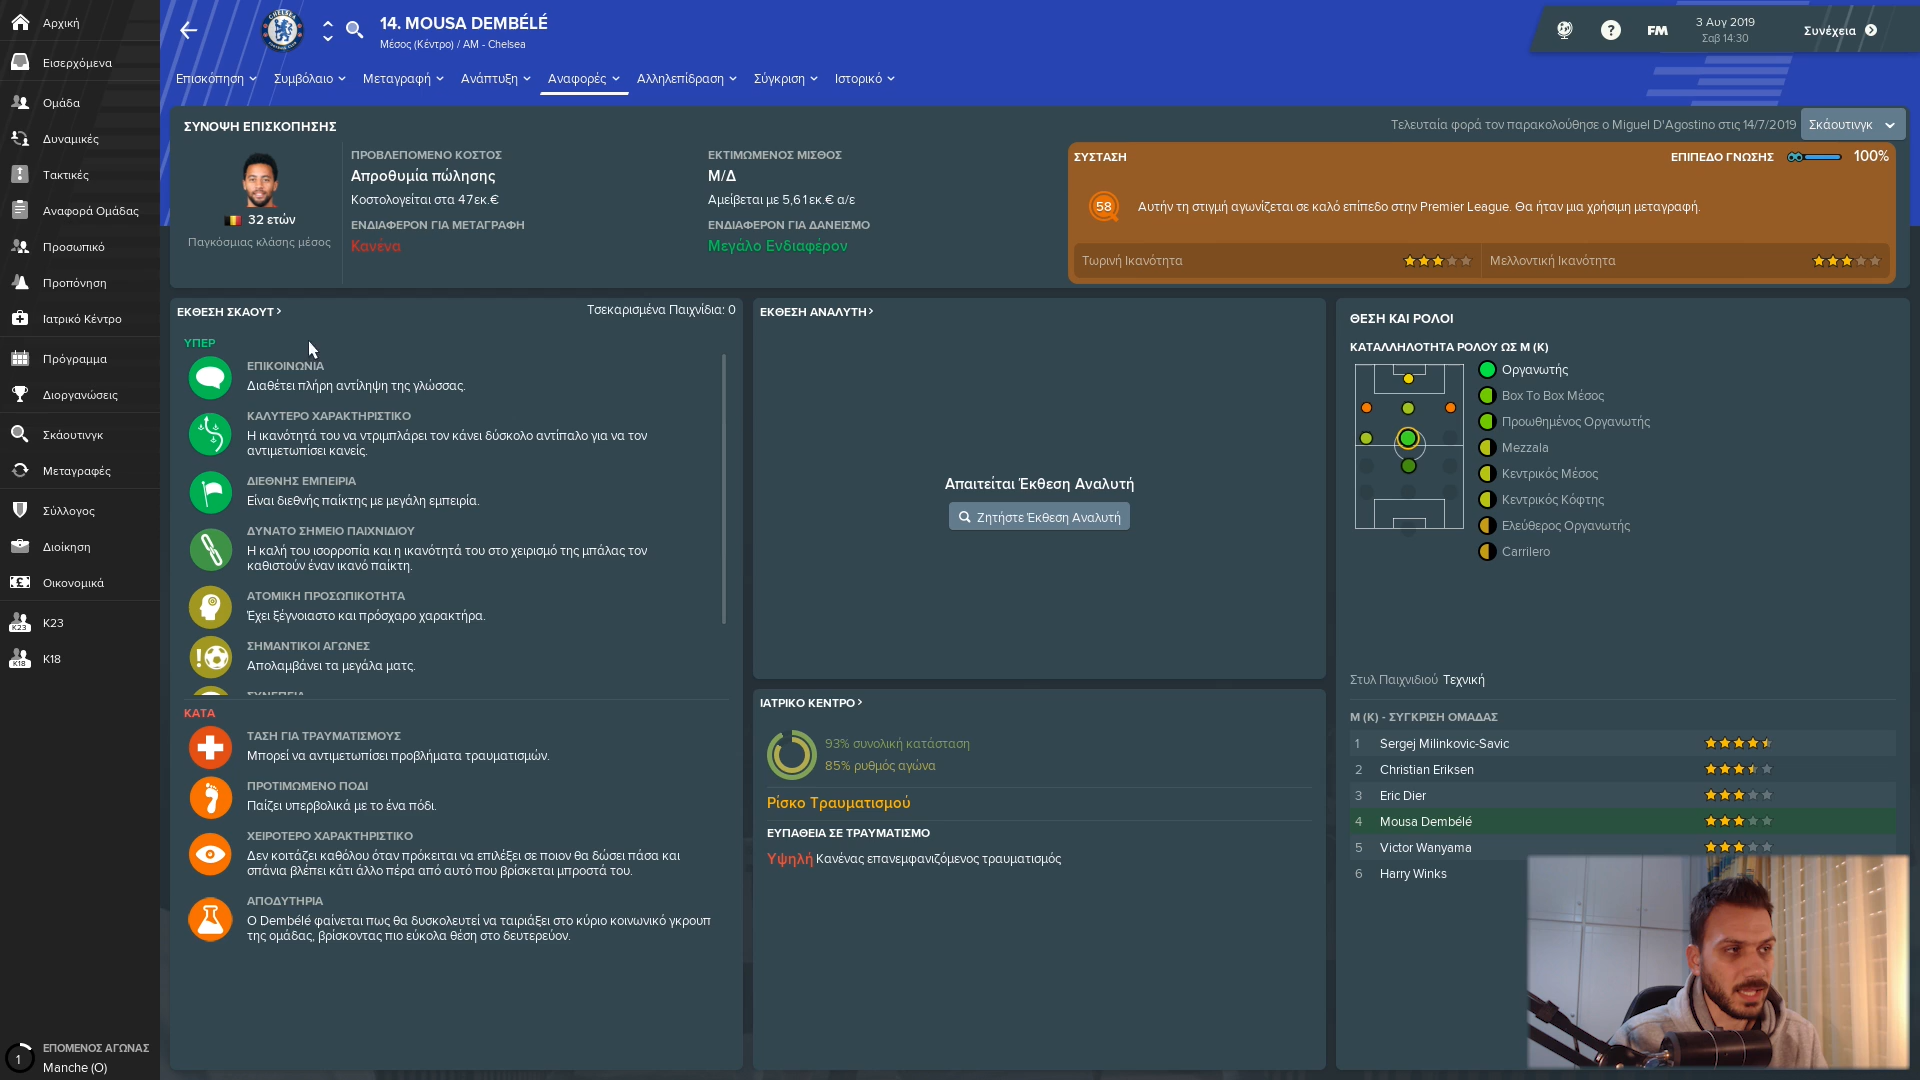 Αρχική
Εισερχόμενα
Ομάδα
Δυναμικές
Τακτικές
Αναφορά Ομάδας
Προσωπικό
Προπόνηση
Ιατρικό Κέντρο
Πρόγραμμα
Διοργανώσεις
Σκάουτινγκ
Μεταγραφές
Σύλλογος
Διοίκηση
Οικονομικά
K23
K23
K18
K18
1
ΕΠΟΜΕΝΟΣ ΑΓΩΝΑΣ
Manche (O)
14. MOUSA DEMBÉLÉ
Μέσος (Κέντρο) / AM - Chelsea
?
FM
3 Αυγ 2019
Σαβ 14:30
Συνέχεια
Επισκόπηση
Συμβόλαιο
Μεταγραφή
Ανάπτυξη
Αναφορές
Αλληλεπίδραση
Σύγκριση
Ιστορικό
ΣΥΝΟΨΗ ΕΠΙΣΚΟΠΗΣΗΣ
Τελευταία φορά τον παρακολούθησε ο Miguel D'Agostino στις 14/7/2019
Σκάουτινγκ
32 ετών
Παγκόσμιας κλάσης μέσος
ΠΡΟΒΛΕΠΟΜΕΝΟ ΚΟΣΤΟΣ
Απροθυμία πώλησης
Κοστολογείται στα 47εκ.€
ΕΝΔΙΑΦΕΡΟΝ ΓΙΑ ΜΕΤΑΓΡΑΦΗ
Κανένα
ΕΚΤΙΜΩΜΕΝΟΣ ΜΙΣΘΟΣ
Μ/Δ
Αμείβεται με 5,61εκ.€ α/ε
ΕΝΔΙΑΦΕΡΟΝ ΓΙΑ ΔΑΝΕΙΣΜΟ
Μεγάλο Ενδιαφέρον
ΣΥΣΤΑΣΗ
ΕΠΙΠΕΔΟ ΓΝΩΣΗΣ
100%
58
Αυτήν τη στιγμή αγωνίζεται σε καλό επίπεδο στην Premier League. Θα ήταν μια χρήσιμη μεταγραφή.
Τωρινή Ικανότητα
Μελλοντική Ικανότητα
ΕΚΘΕΣΗ ΣΚΑΟΥΤ
Τσεκαρισμένα Παιχνίδια: 0
ΥΠΕΡ
ΕΠΙΚΟΙΝΩΝΙΑ
Διαθέτει πλήρη αντίληψη της γλώσσας.
ΚΑΛΥΤΕΡΟ ΧΑΡΑΚΤΗΡΙΣΤΙΚΟ
Η ικανότητά του να ντριμπλάρει τον κάνει δύσκολο αντίπαλο για να τον
αντιμετωπίσει κανείς.
ΔΙΕΘΝΗΣ ΕΜΠΕΙΡΙΑ
Είναι διεθνής παίκτης με μεγάλη εμπειρία.
ΔΥΝΑΤΟ ΣΗΜΕΙΟ ΠΑΙΧΝΙΔΙΟΥ
Η καλή του ισορροπία και η ικανότητά του στο χειρισμό της μπάλας τον
καθιστούν έναν ικανό παίκτη.
ΑΤΟΜΙΚΗ ΠΡΟΣΩΠΙΚΟΤΗΤΑ
Έχει ξέγνοιαστο και πρόσχαρο χαρακτήρα.
ΣΗΜΑΝΤΙΚΟΙ ΑΓΩΝΕΣ
Απολαμβάνει τα μεγάλα ματς.
ΣΥΝΕΠΕΙΑ
ΚΑΤΑ
ΤΑΣΗ ΓΙΑ ΤΡΑΥΜΑΤΙΣΜΟΥΣ
Μπορεί να αντιμετωπίσει προβλήματα τραυματισμών.
ΠΡΟΤΙΜΩΜΕΝΟ ΠΟΔΙ
Παίζει υπερβολικά με το ένα πόδι.
ΧΕΙΡΟΤΕΡΟ ΧΑΡΑΚΤΗΡΙΣΤΙΚΟ
Δεν κοιτάζει καθόλου όταν πρόκειται να επιλέξει σε ποιον θα δώσει πάσα και
σπάνια βλέπει κάτι άλλο πέρα από αυτό που βρίσκεται μπροστά του.
ΑΠΟΔΥΤΗΡΙΑ
Ο Dembélé φαίνεται πως θα δυσκολευτεί να ταιριάξει στο κύριο κοινωνικό γκρουπ
της ομάδας, βρίσκοντας πιο εύκολα θέση στο δευτερεύον.
ΕΚΘΕΣΗ ΑΝΑΛΥΤΗ
Απαιτείται Έκθεση Αναλυτή
Ζητήστε Έκθεση Αναλυτή
ΙΑΤΡΙΚΟ ΚΕΝΤΡΟ
93% συνολική κατάσταση
85% ρυθμός αγώνα
Ρίσκο Τραυματισμού
ΕΥΠΑΘΕΙΑ ΣΕ ΤΡΑΥΜΑΤΙΣΜΟ
Υψηλή Κανένας επανεμφανιζόμενος τραυματισμός
ΘΕΣΗ ΚΑΙ ΡΟΛΟΙ
ΚΑΤΑΛΛΗΛΟΤΗΤΑ ΡΟΛΟΥ ΩΣ Μ (Κ)
Οργανωτής
Box To Box Μέσος
Προωθημένος Οργανωτής
Mezzala
Κεντρικός Μέσος
Κεντρικός Κόφτης
Ελεύθερος Οργανωτής
Carrilero
Στυλ Παιχνιδιού Τεχνική
Μ (Κ) - ΣΥΓΚΡΙΣΗ ΟΜΑΔΑΣ
1 Sergej Milinkovic-Savic
2 Christian Eriksen
3 Eric Dier
4 Mousa Dembélé
5 Victor Wanyama
6 Harry Winks